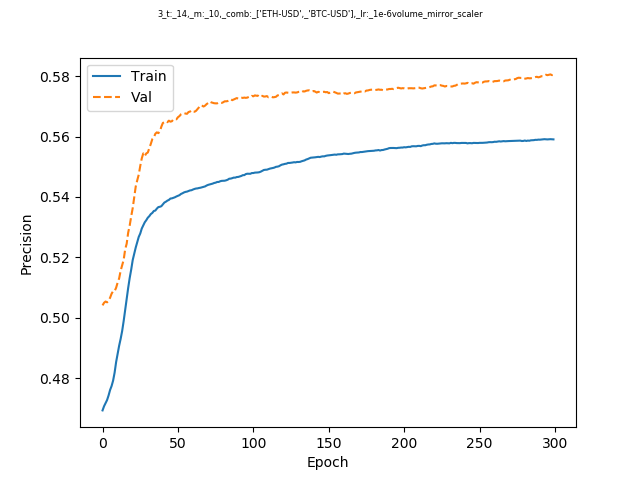 3_t:_14,_m:_10,_comb:_['ETH-USD',_'BTC-USD'],_lr:_1e-6volume_mirror_scaler
Train
Val
0.58
0.56
0.54
0.52
0.50
0.48
Precision
0
50
100
150
200
250
300
Epoch